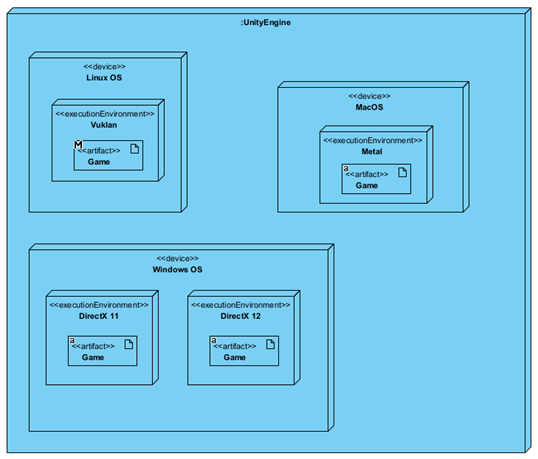 :UnityEngine
<<device>>
Linux OS
<<executionEnvironment>>
Vuklan
M
<<artifact>>
Game
<<device>>
MacOS
<<executionEnvironment>>
Metal
a
<<artifact>>
Game
<<device>>
Windows OS
<<executionEnvironment>>
DirectX 11
a
<<artifact>>
Game
<<executionEnvironment>>
DirectX 12
a
<<artifact>>
Game